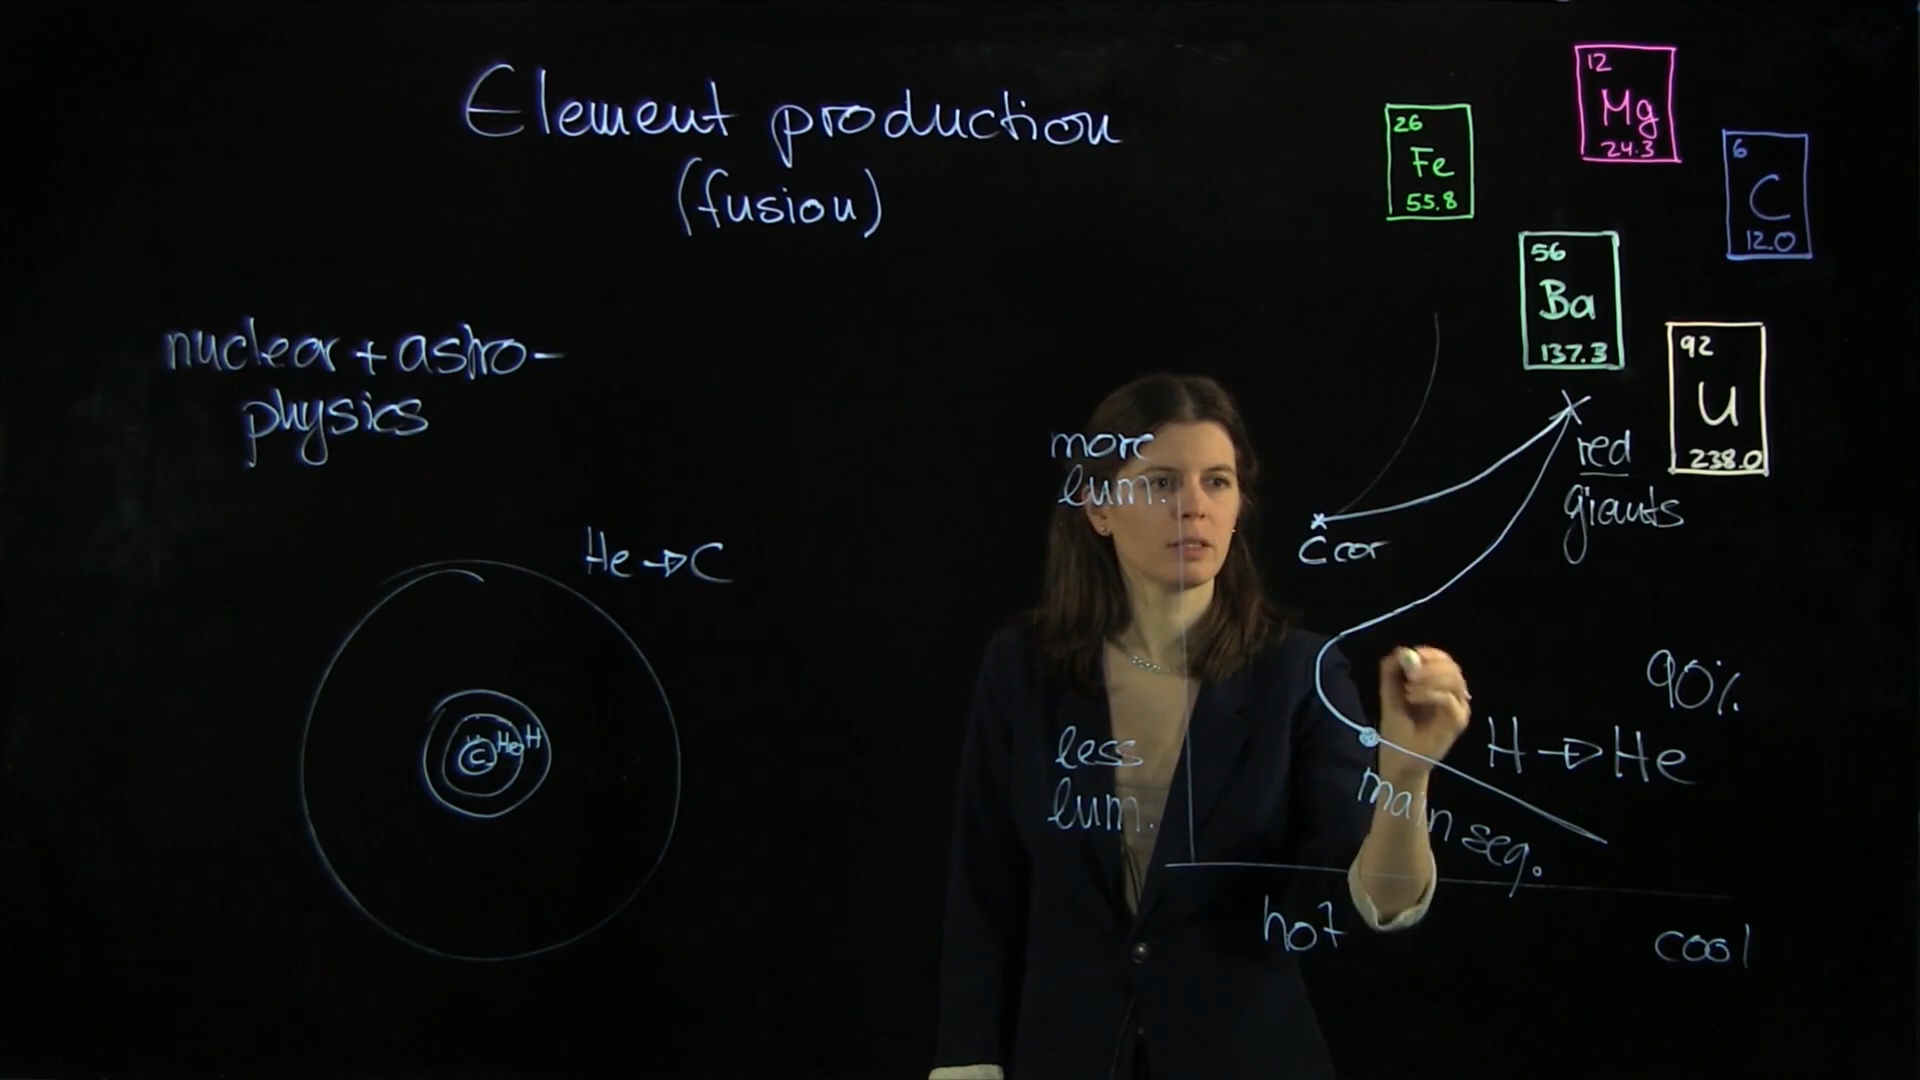 Element production
(fusion)
12
Mg
24.3
26
Fe
55.8
6
C
12.0
56
Ba
137.3
92
U
238.0
nuclear + astro-
physics
more
lum.
red
giants
He → C
C cor
C He H
90%
H → He
less
lum.
main seq.
hot
cool